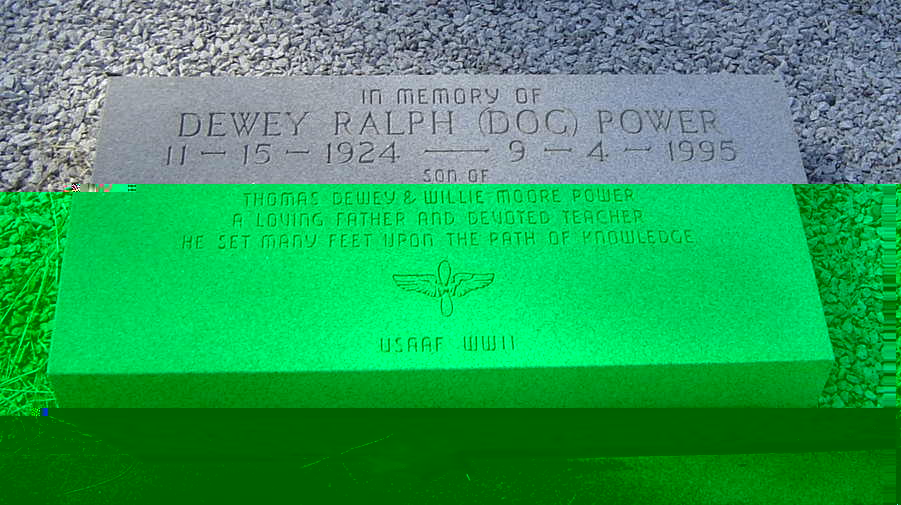 IN MEMORY OF
DEWEY RALPH (DOC) POWER
11 — 15 — 1924 —— 9 — 4 — 1995
SON OF
THOMAS DEWEY & WILLIE MOORE POWER
A LOVING FATHER AND DEVOTED TEACHER
HE SET MANY FEET UPON THE PATH OF KNOWLEDGE
USAAF WWII